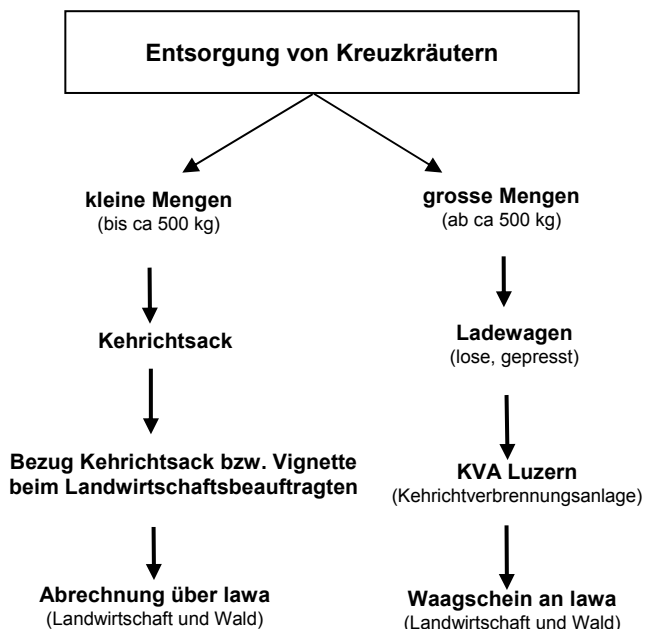 Entsorgung von Kreuzkräutern
kleine Mengen
(bis ca 500 kg)
Kehrichtsack
Bezug Kehrichtsack bzw. Vignette
beim Landwirtschaftsbeauftragten
Abrechnung über lawa
(Landwirtschaft und Wald)
grosse Mengen
(ab ca 500 kg)
Ladewagen
(lose, gepresst)
KVA Luzern
(Kehrichtverbrennungsanlage)
Waagschein an lawa
(Landwirtschaft und Wald)